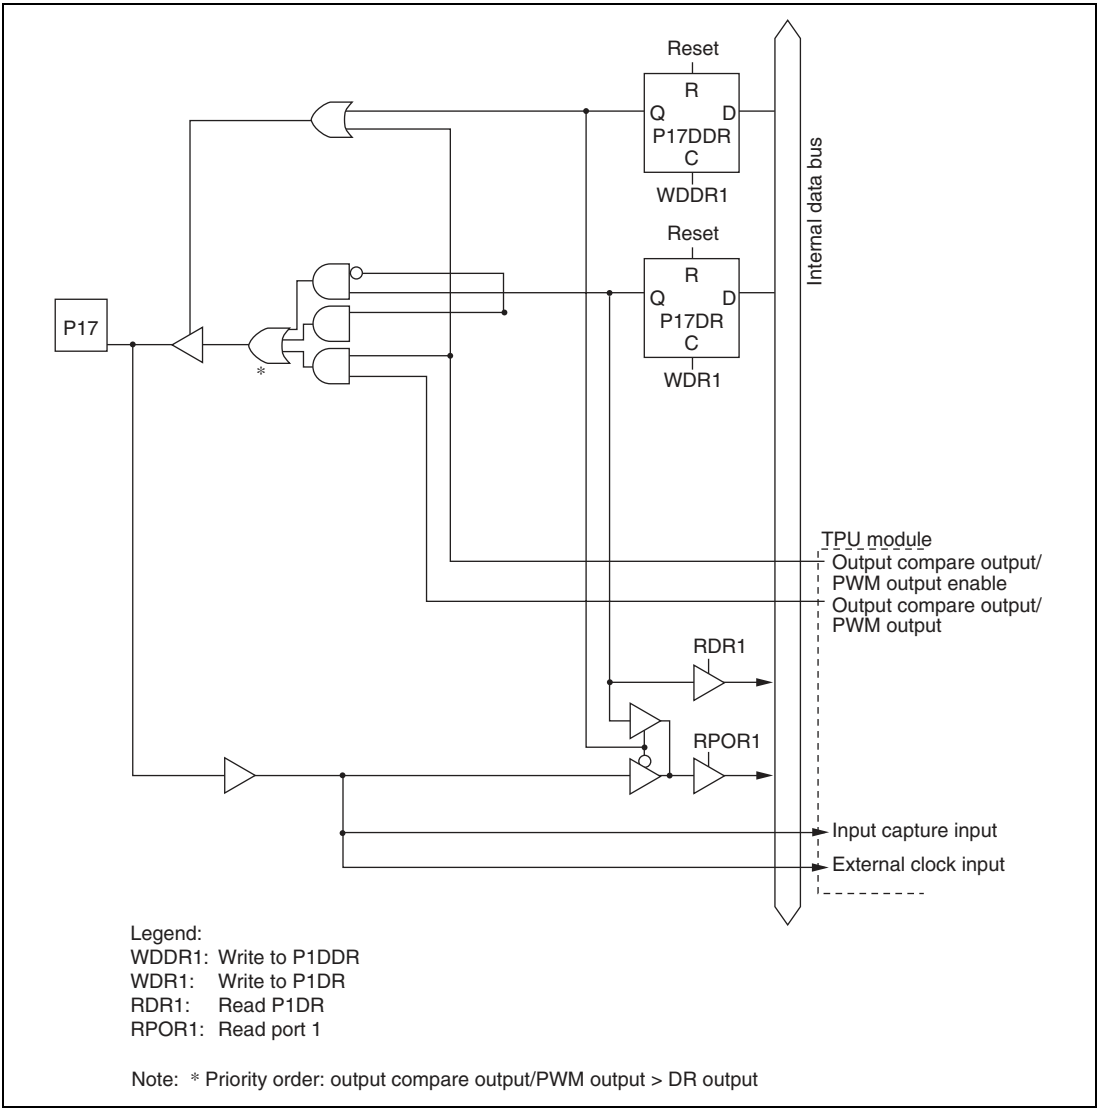 Reset
R
Q D
P17DDR
C
WDDR1
Internal data bus
Reset
R
Q D
P17DR
C
WDR1
P17
*
TPU module
Output compare output/
PWM output enable
Output compare output/
PWM output
RDR1
RPOR1
Input capture input
External clock input
Legend:
WDDR1: Write to P1DDR
WDR1: Write to P1DR
RDR1: Read P1DR
RPOR1: Read port 1
Note: * Priority order: output compare output/PWM output > DR output